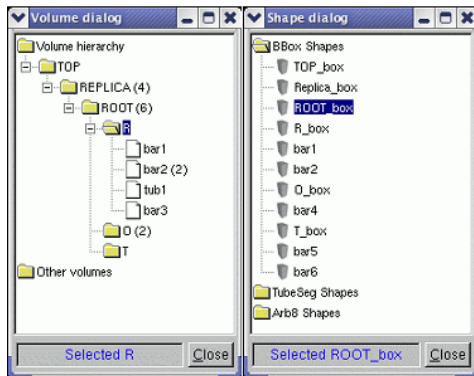 Volume dialog
Volume hierarchy
TOP
REPLICA (4)
ROOT (6)
R
bar1
bar2 (2)
tub1
bar3
O (2)
T
Other volumes
Selected R
Close
Shape dialog
BBox Shapes
TOP_box
Replica_box
ROOT_box
R_box
bar1
bar2
O_box
bar4
T_box
bar5
bar6
TubeSeg Shapes
Arb8 Shapes
Selected ROOT_box
Close